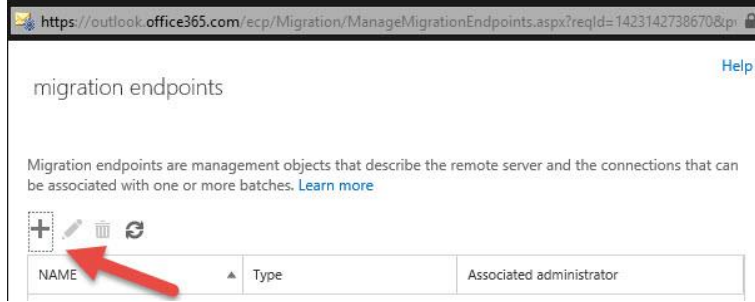 https://outlook.office365.com/ecp/Migration/ManageMigrationEndpoints.aspx?reqId=1423142738670&p
Help
migration endpoints
Migration endpoints are management objects that describe the remote server and the connections that can
be associated with one or more batches. Learn more
NAME Type Associated administrator